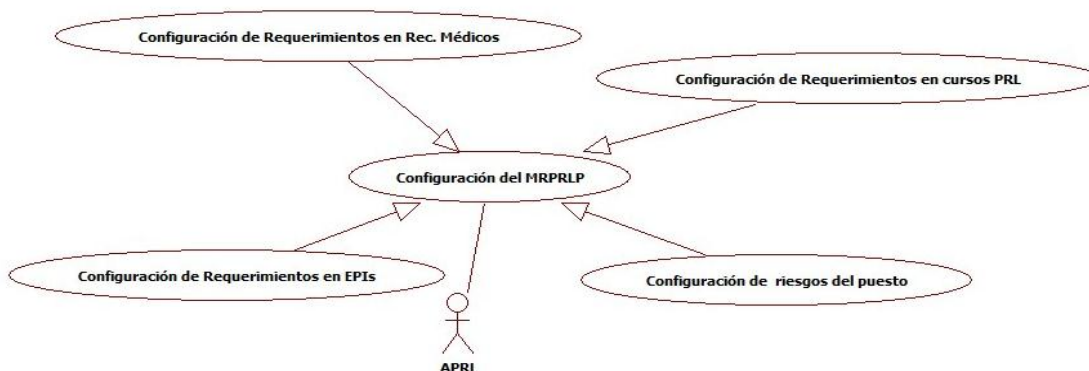 Configuración de Requerimientos en Rec. Médicos
Configuración de Requerimientos en cursos PRL
Configuración del MRPRLP
Configuración de Requerimientos en EPIs
Configuración de riesgos del puesto
APRL